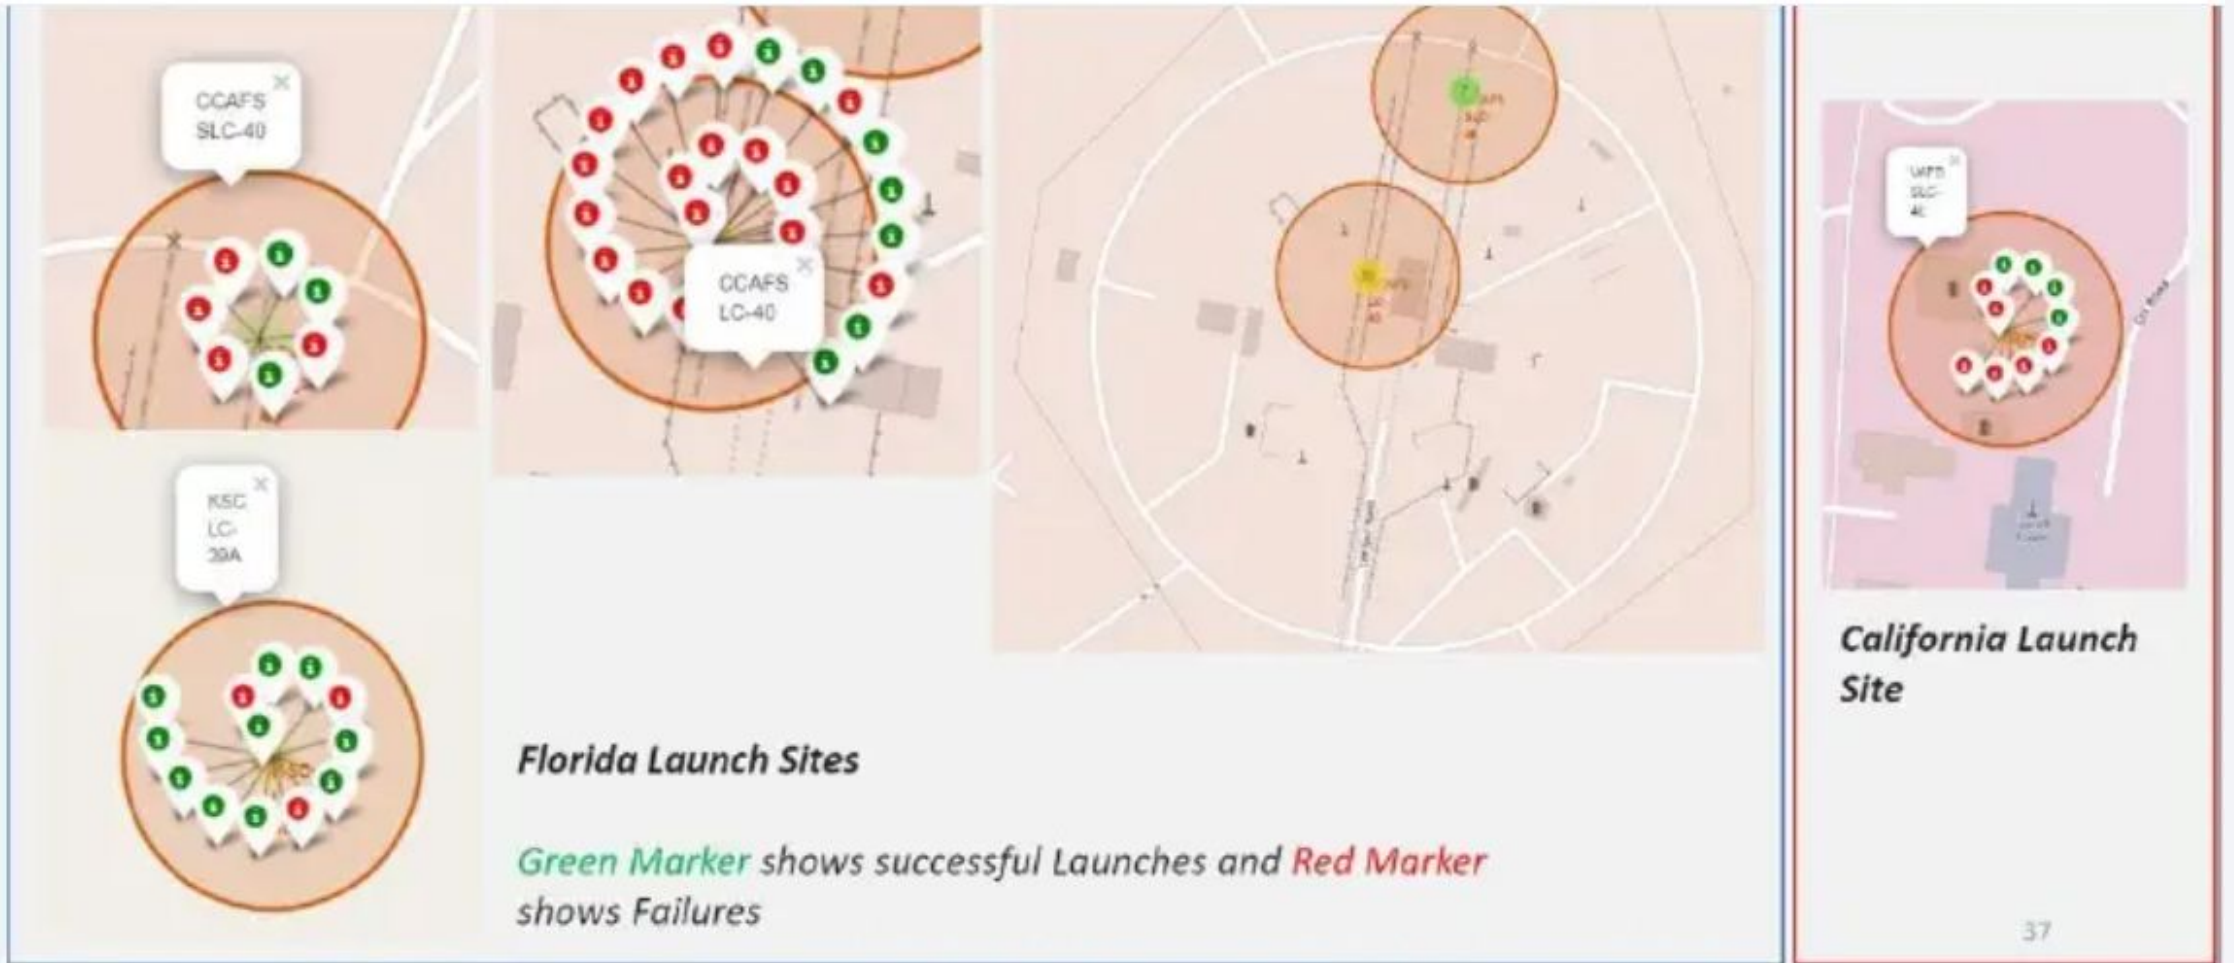 CCAFS
SLC-40
CCAFS
LC-40
KSC
LC-
39A
Florida Launch Sites
Green Marker shows successful Launches and Red Marker
shows Failures
California Launch
Site
37